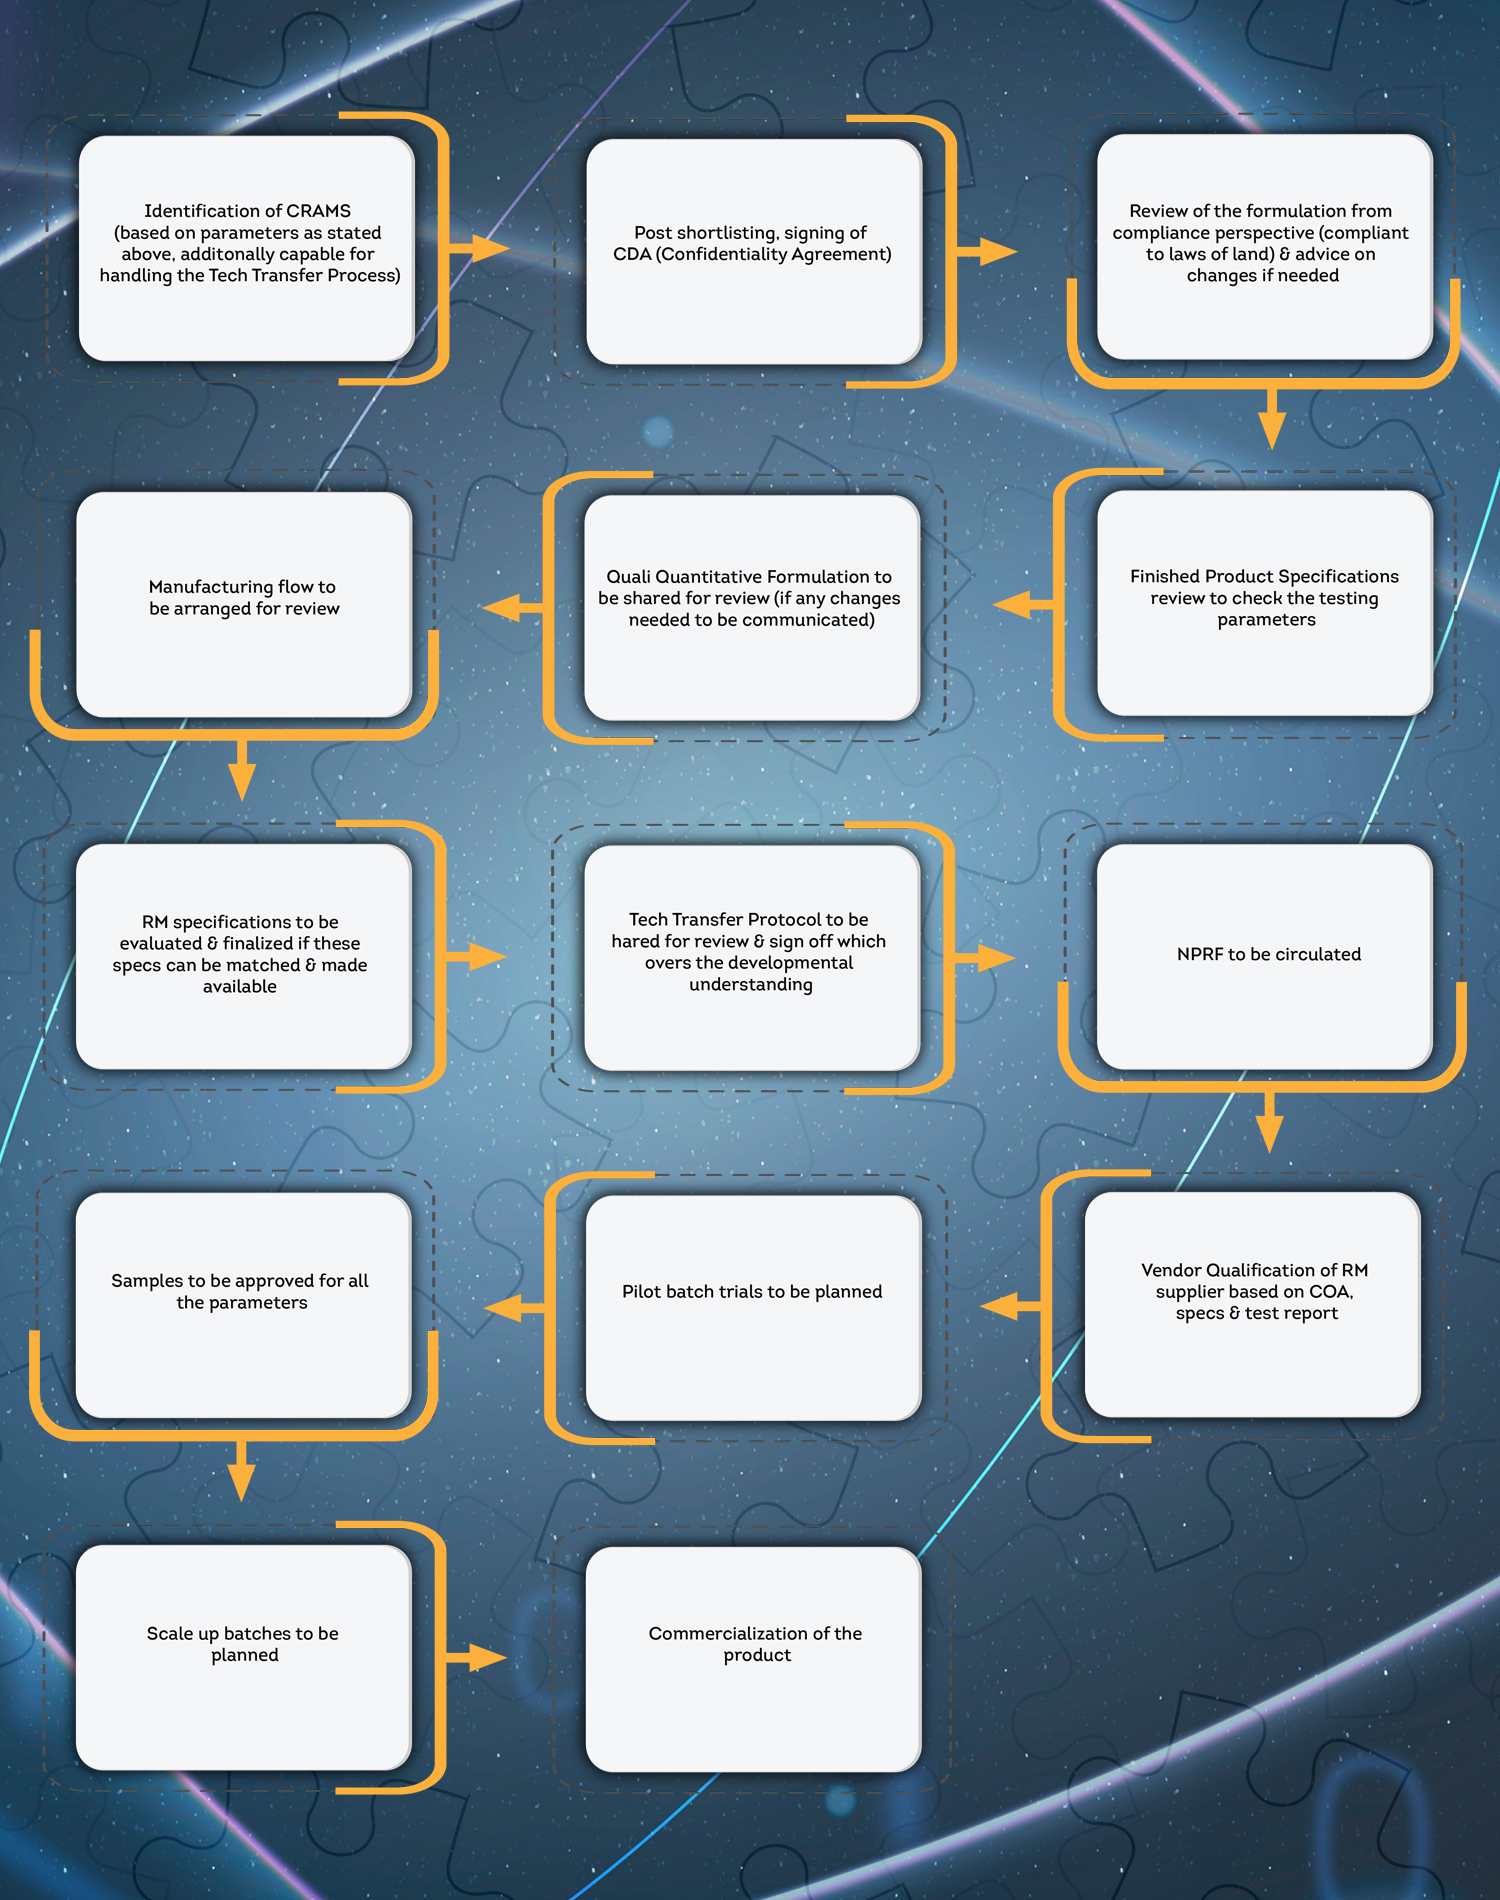 Identification of CRAMS
(based on parameters as stated
above, additonally capable for
handling the Tech Transfer Process)
Post shortlisting, signing of
CDA (Confidentiality Agreement)
Review of the formulation from
compliance perspective (compliant
to laws of land) & advice on
changes if needed
Finished Product Specifications
review to check the testing
parameters
Quali Quantitative Formulation to
be shared for review (if any changes
needed to be communicated)
Manufacturing flow to
be arranged for review
RM specifications to be
evaluated & finalized if these
specs can be matched & made
available
Tech Transfer Protocol to be
hared for review & sign off which
overs the developmental
understanding
NPRF to be circulated
Vendor Qualification of RM
supplier based on COA,
specs & test report
Pilot batch trials to be planned
Samples to be approved for all
the parameters
Scale up batches to be
planned
Commercialization of the
product